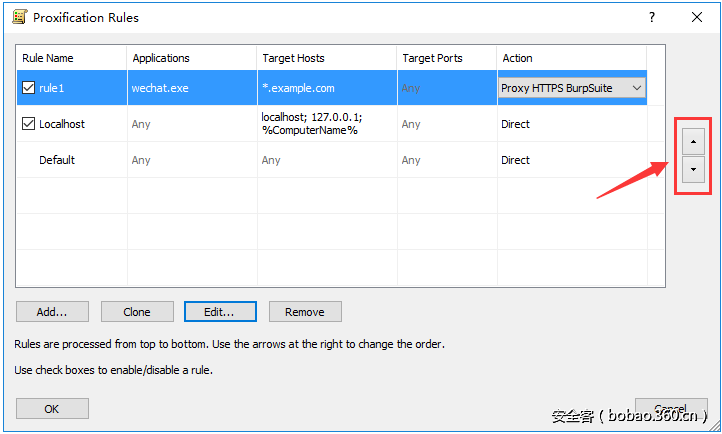 Proxification Rules
Rule Name Applications Target Hosts Target Ports Action
rule1 wechat.exe *.example.com Any Proxy HTTPS BurpSuite
Localhost Any localhost; 127.0.0.1; %ComputerName% Any Direct
Default Any Any Any Direct
Add... Clone Edit... Remove
Rules are processed from top to bottom. Use the arrows at the right to change the order.
Use check boxes to enable/disable a rule.
OK Cancel
安全客（bobao.360.cn）